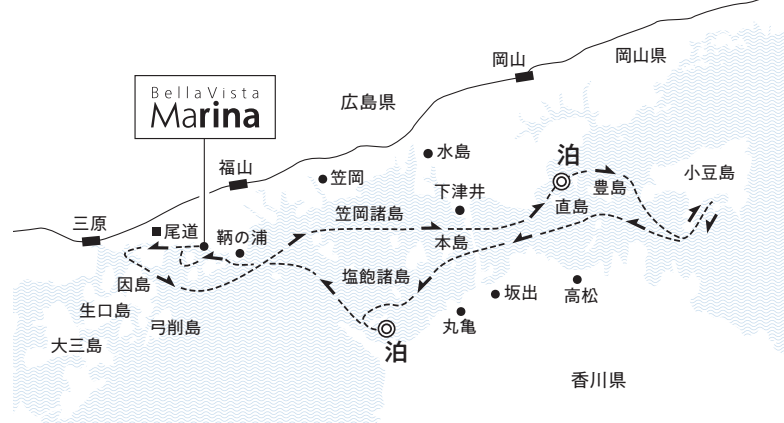 岡山
岡山県
BellaVista
Marina
広島県
水島
泊
福山
笠岡
下津井
豊島
小豆島
直島
三原
尾道
鞆の浦
笠岡諸島
本島
因島
塩飽諸島
生口島
弓削島
坂出
高松
大三島
丸亀
泊
香川県